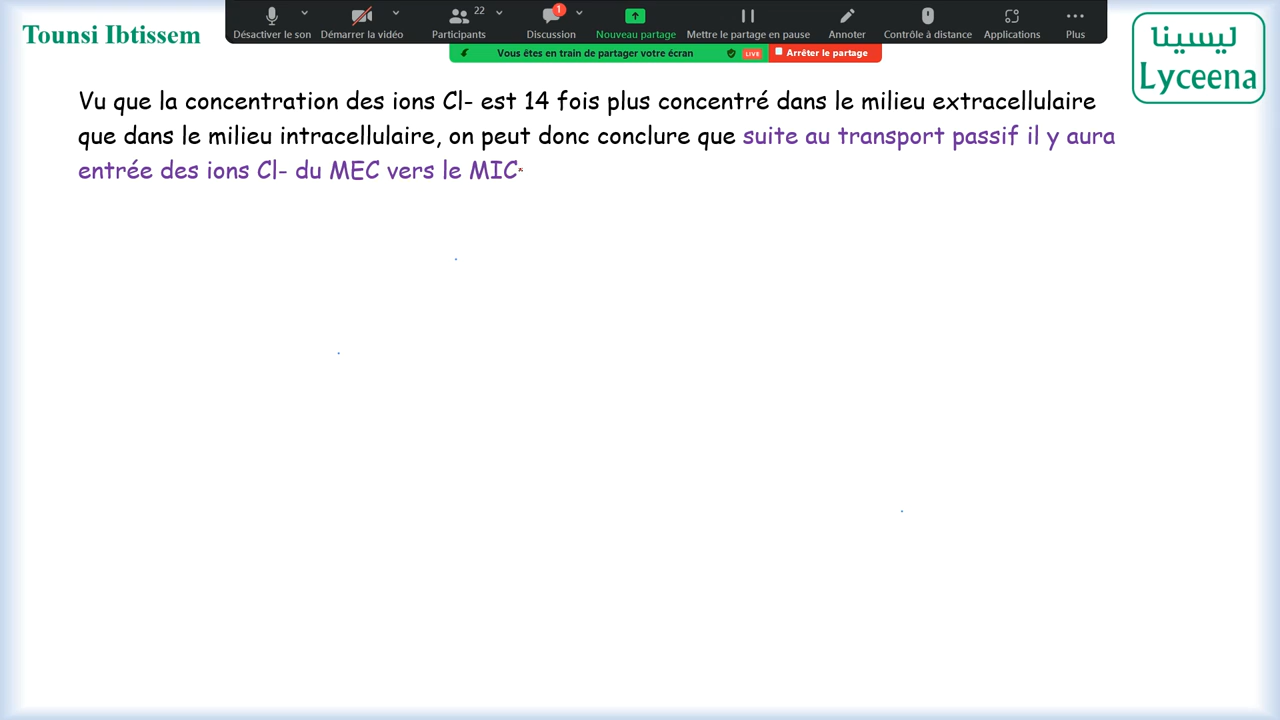 Tounsi Ibtissem
Désactiver le son
Démarrer la vidéo
22
Participants
1
Discussion
Nouveau partage
Mettre le partage en pause
Annoter
Contrôle à distance
Applications
Plus
Vous êtes en train de partager votre écran
LIVE
Arrêter le partage
ليسينا
Lyceena
Vu que la concentration des ions Cl- est 14 fois plus concentré dans le milieu extracellulaire
que dans le milieu intracellulaire, on peut donc conclure que suite au transport passif il y aura
entrée des ions Cl- du MEC vers le MIC